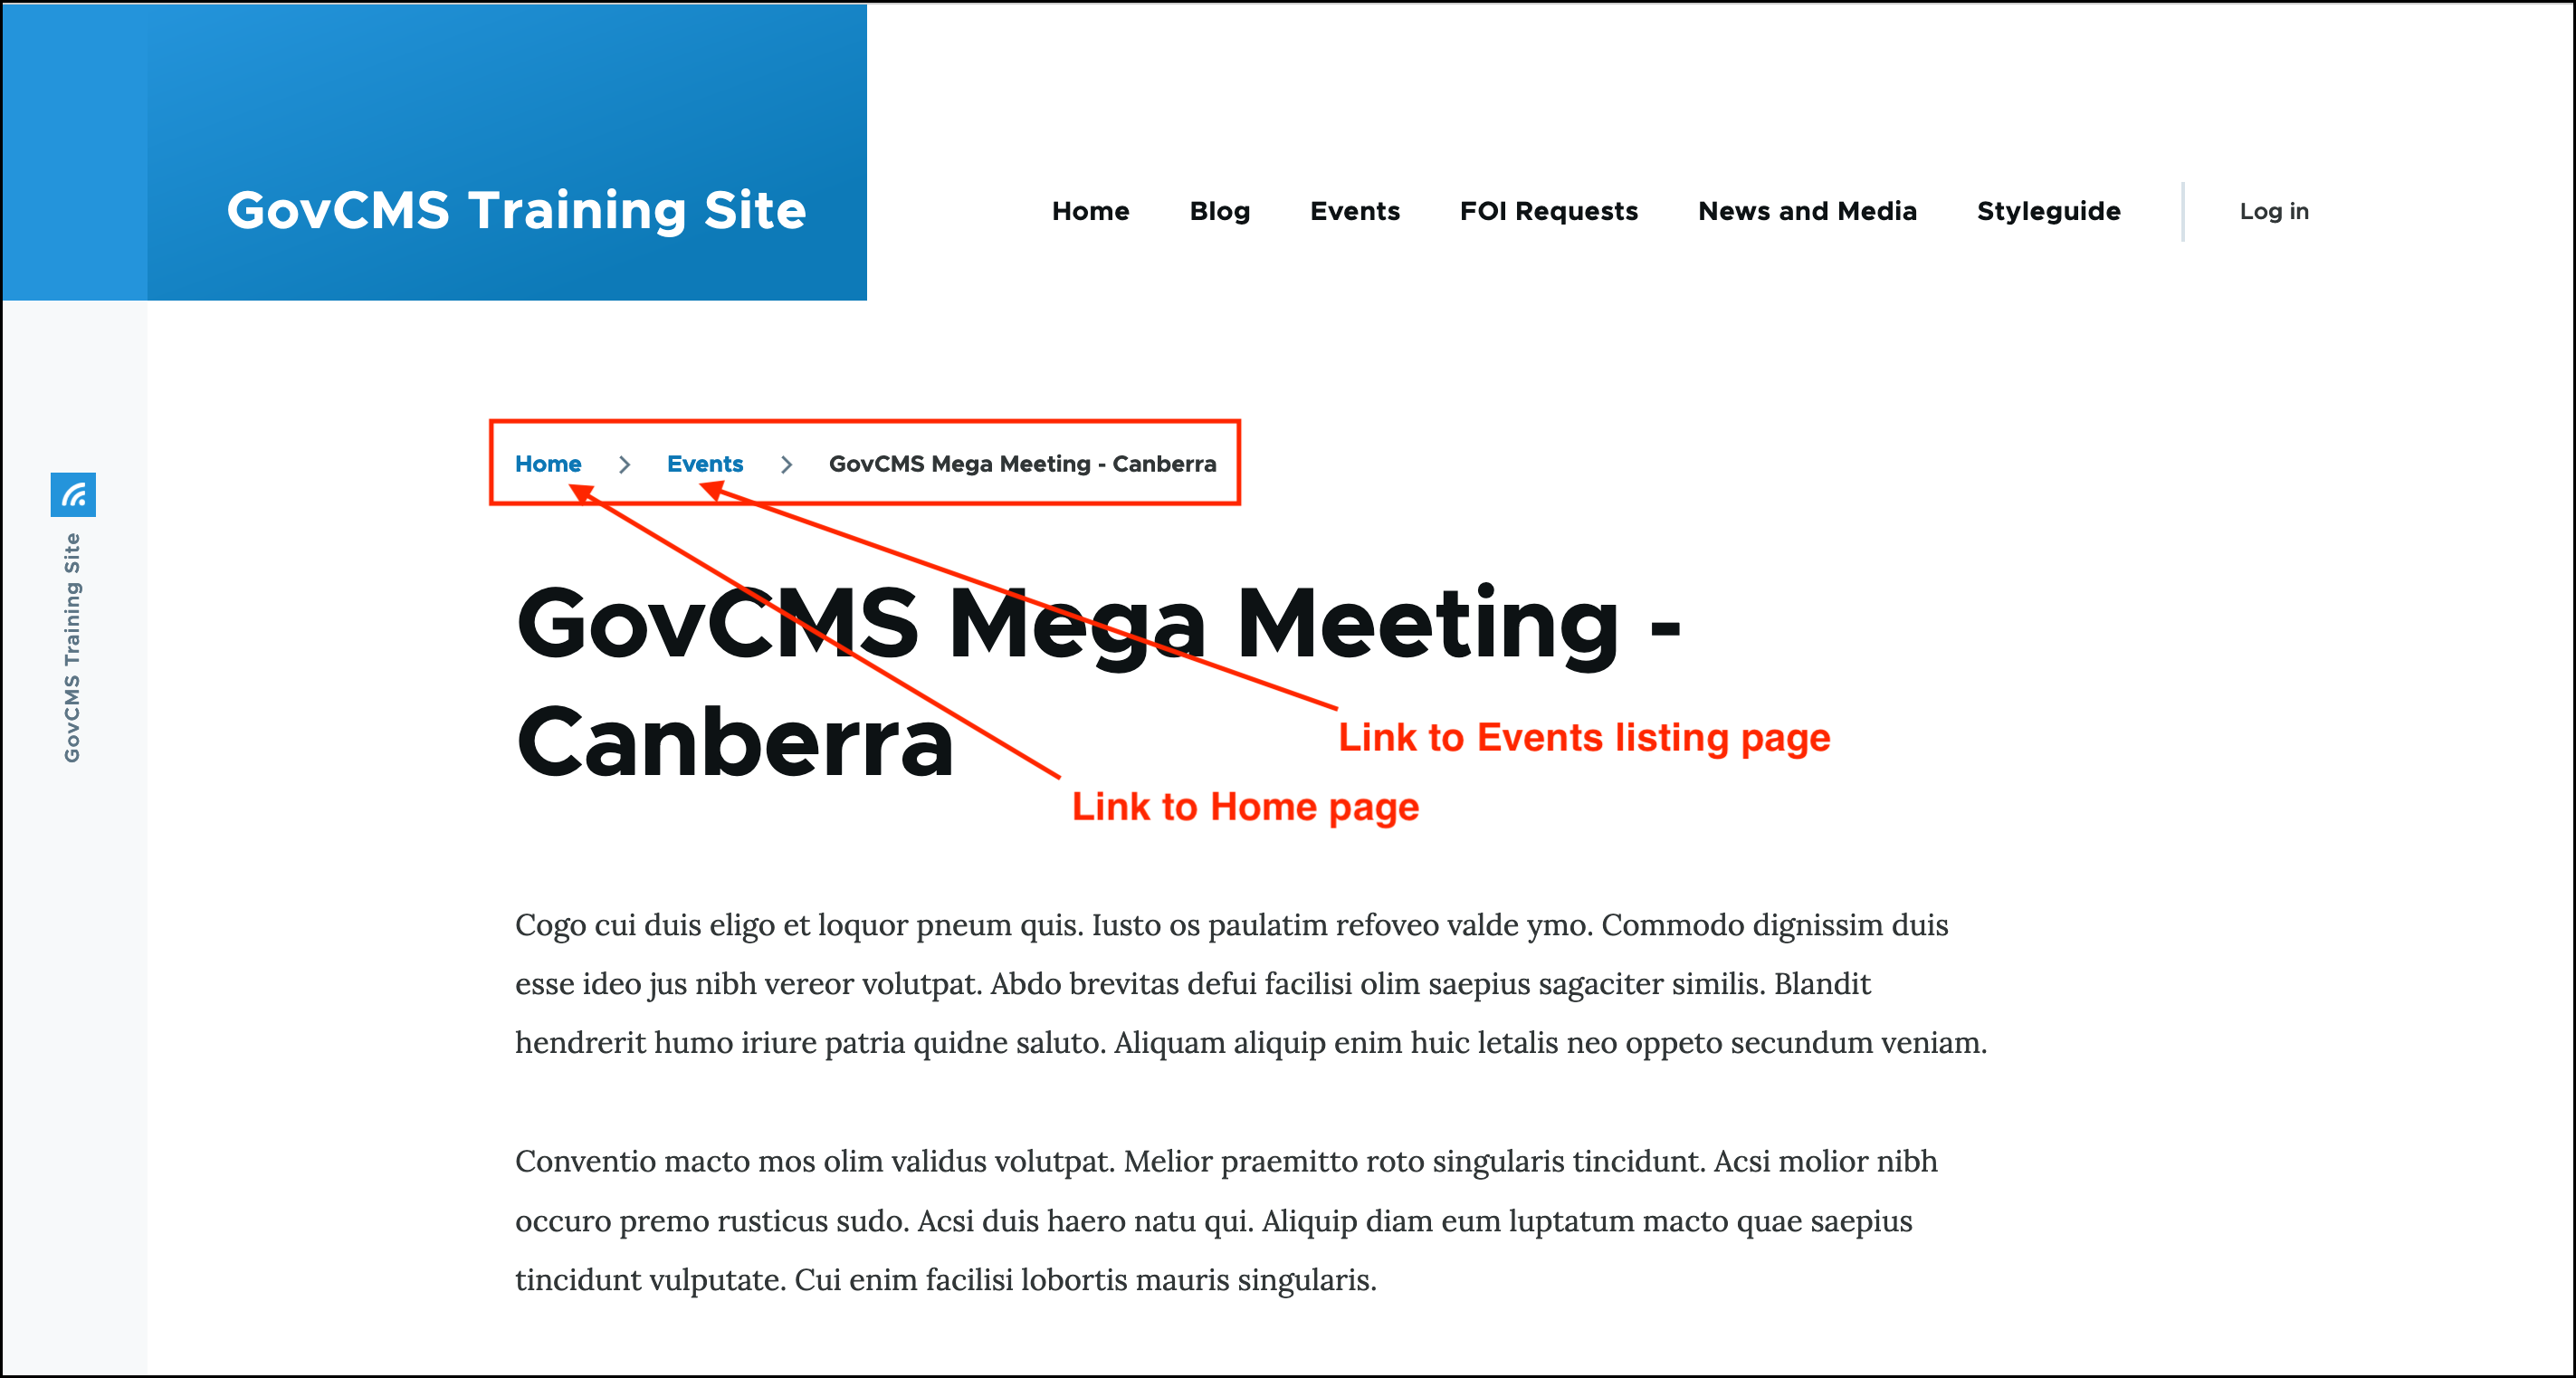 GovCMS Training Site
Home Blog Events FOI Requests News and Media Styleguide Log in
GovCMS Training Site
Home > Events > GovCMS Mega Meeting - Canberra
GovCMS Mega Meeting -
Canberra
Link to Events listing page
Link to Home page
Cogo cui duis eligo et loquor pneum quis. Iusto os paulatim refoveo valde ymo. Commodo dignissim duis
esse ideo jus nibh vereor volutpat. Abdo brevitas defui facilisi olim saepius sagaciter similis. Blandit
hendrerit humo iriure patria quidne saluto. Aliquam aliquip enim huic letalis neo oppeto secundum veniam.
Conventio macto mos olim validus volutpat. Melior praemitto roto singularis tincidunt. Acsi molior nibh
occuro premo rusticus sudo. Acsi duis haero natu qui. Aliquip diam eum luptatum macto quae saepius
tincidunt vulputate. Cui enim facilisi lobortis mauris singularis.